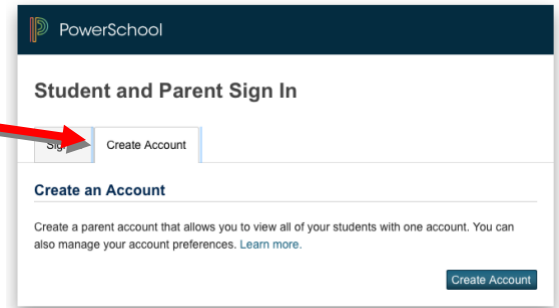 PowerSchool
Student and Parent Sign In
Create Account
Create an Account
Create a parent account that allows you to view all of your students with one account. You can
also manage your account preferences. Learn more.
Create Account